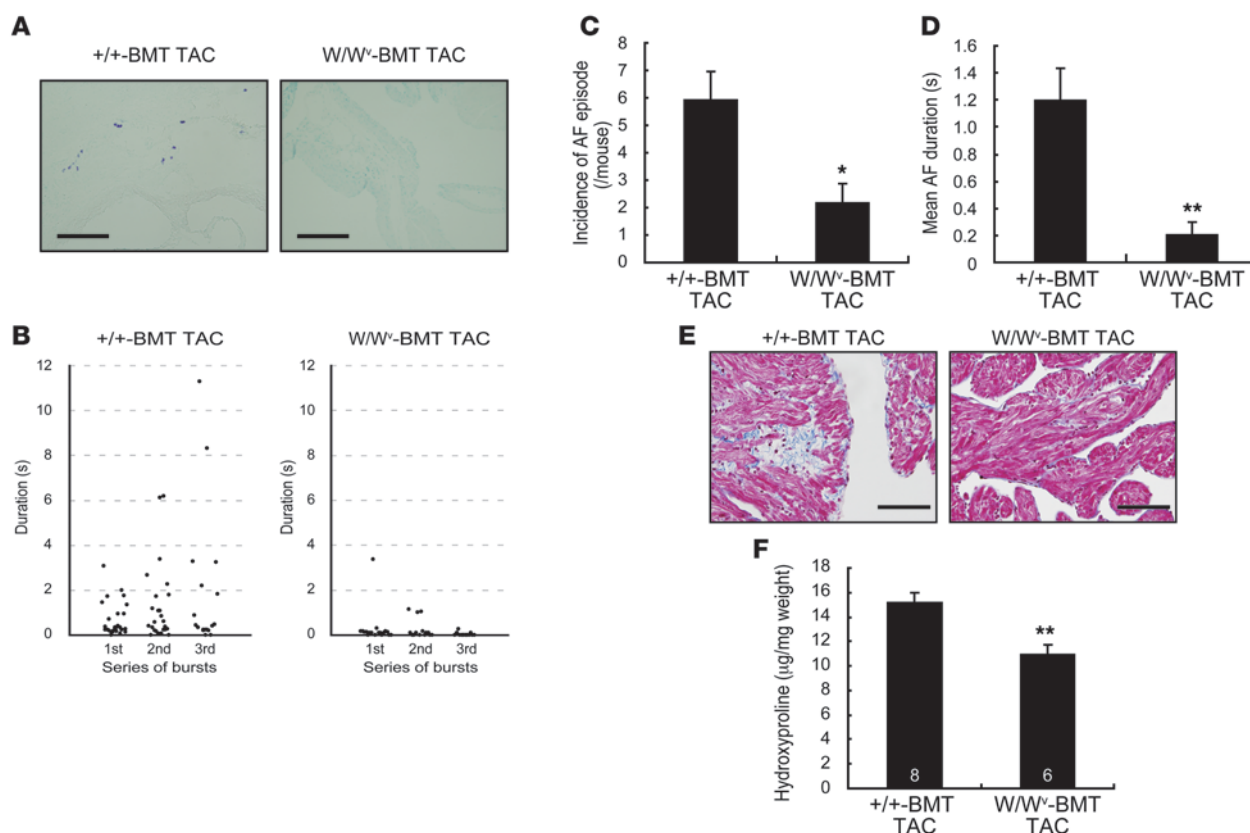 A
+/+-BMT TAC
W/Wᵛ-BMT TAC
B
+/+-BMT TAC
W/Wᵛ-BMT TAC
Duration (s)
12
10
8
6
4
2
0
1st
2nd
3rd
Series of bursts
Duration (s)
12
10
8
6
4
2
0
1st
2nd
3rd
Series of bursts
C
Incidence of AF episode
(/mouse)
8
7
6
5
4
3
2
1
0
*
+/+-BMT
TAC
W/Wᵛ-BMT
TAC
D
Mean AF duration (s)
1.6
1.4
1.2
1.0
0.8
0.6
0.4
0.2
0
**
+/+-BMT
TAC
W/Wᵛ-BMT
TAC
E
+/+-BMT TAC
W/Wᵛ-BMT TAC
F
Hydroxyproline (µg/mg weight)
18
16
14
12
10
8
6
4
2
0
**
8
6
+/+-BMT
TAC
W/Wᵛ-BMT
TAC